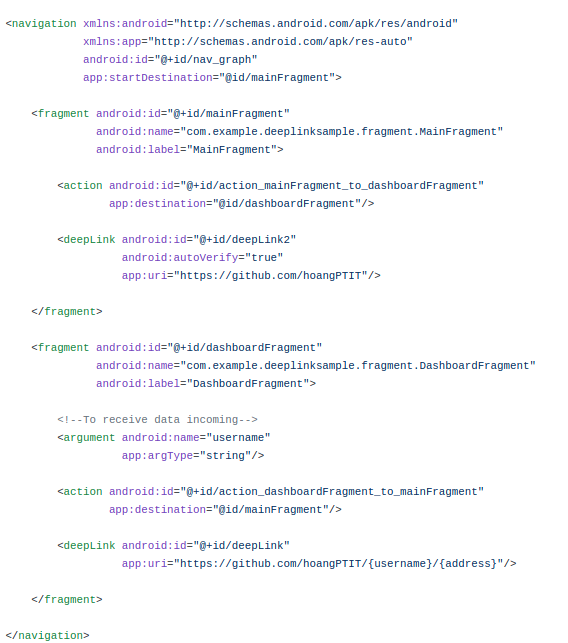 <navigation xmlns:android="http://schemas.android.com/apk/res/android"
xmlns:app="http://schemas.android.com/apk/res-auto"
android:id="@+id/nav_graph"
app:startDestination="@id/mainFragment">
<fragment android:id="@+id/mainFragment"
android:name="com.example.deeplinksample.fragment.MainFragment"
android:label="MainFragment">
<action android:id="@+id/action_mainFragment_to_dashboardFragment"
app:destination="@id/dashboardFragment"/>
<deepLink android:id="@+id/deepLink2"
android:autoVerify="true"
app:uri="https://github.com/hoangPTIT"/>
</fragment>
<fragment android:id="@+id/dashboardFragment"
android:name="com.example.deeplinksample.fragment.DashboardFragment"
android:label="DashboardFragment">
<!--To receive data incoming-->
<argument android:name="username"
app:argType="string"/>
<action android:id="@+id/action_dashboardFragment_to_mainFragment"
app:destination="@id/mainFragment"/>
<deepLink android:id="@+id/deepLink"
app:uri="https://github.com/hoangPTIT/{username}/{address}"/>
</fragment>
</navigation>